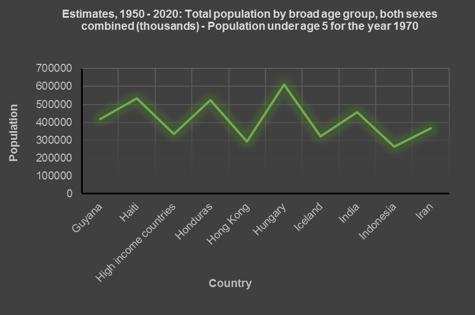 Estimates, 1950 - 2020: Total population by broad age group, both sexes
combined (thousands) - Population under age 5 for the year 1970
700000
600000
500000
400000
300000
200000
100000
0
Population
Guyana
Haiti
High income countries
Honduras
Hong Kong
Hungary
Iceland
India
Indonesia
Iran
Country